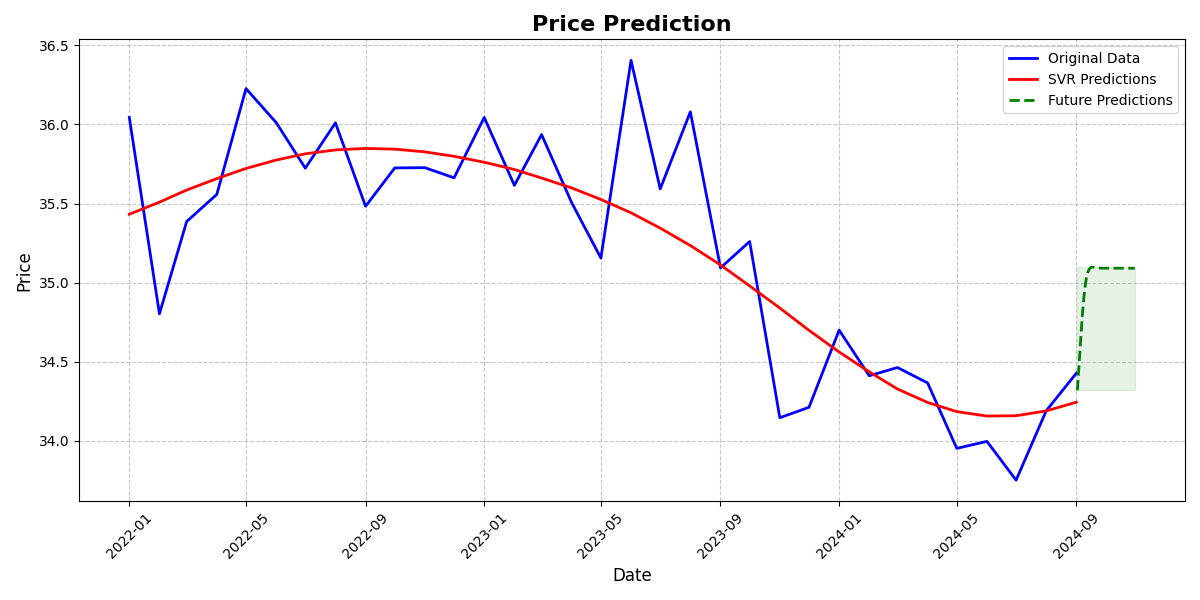 Price Prediction
Original Data
SVR Predictions
Future Predictions
Price
36.5
36.0
35.5
35.0
34.5
34.0
2022-01
2022-05
2022-09
2023-01
2023-05
2023-09
2024-01
2024-05
2024-09
Date